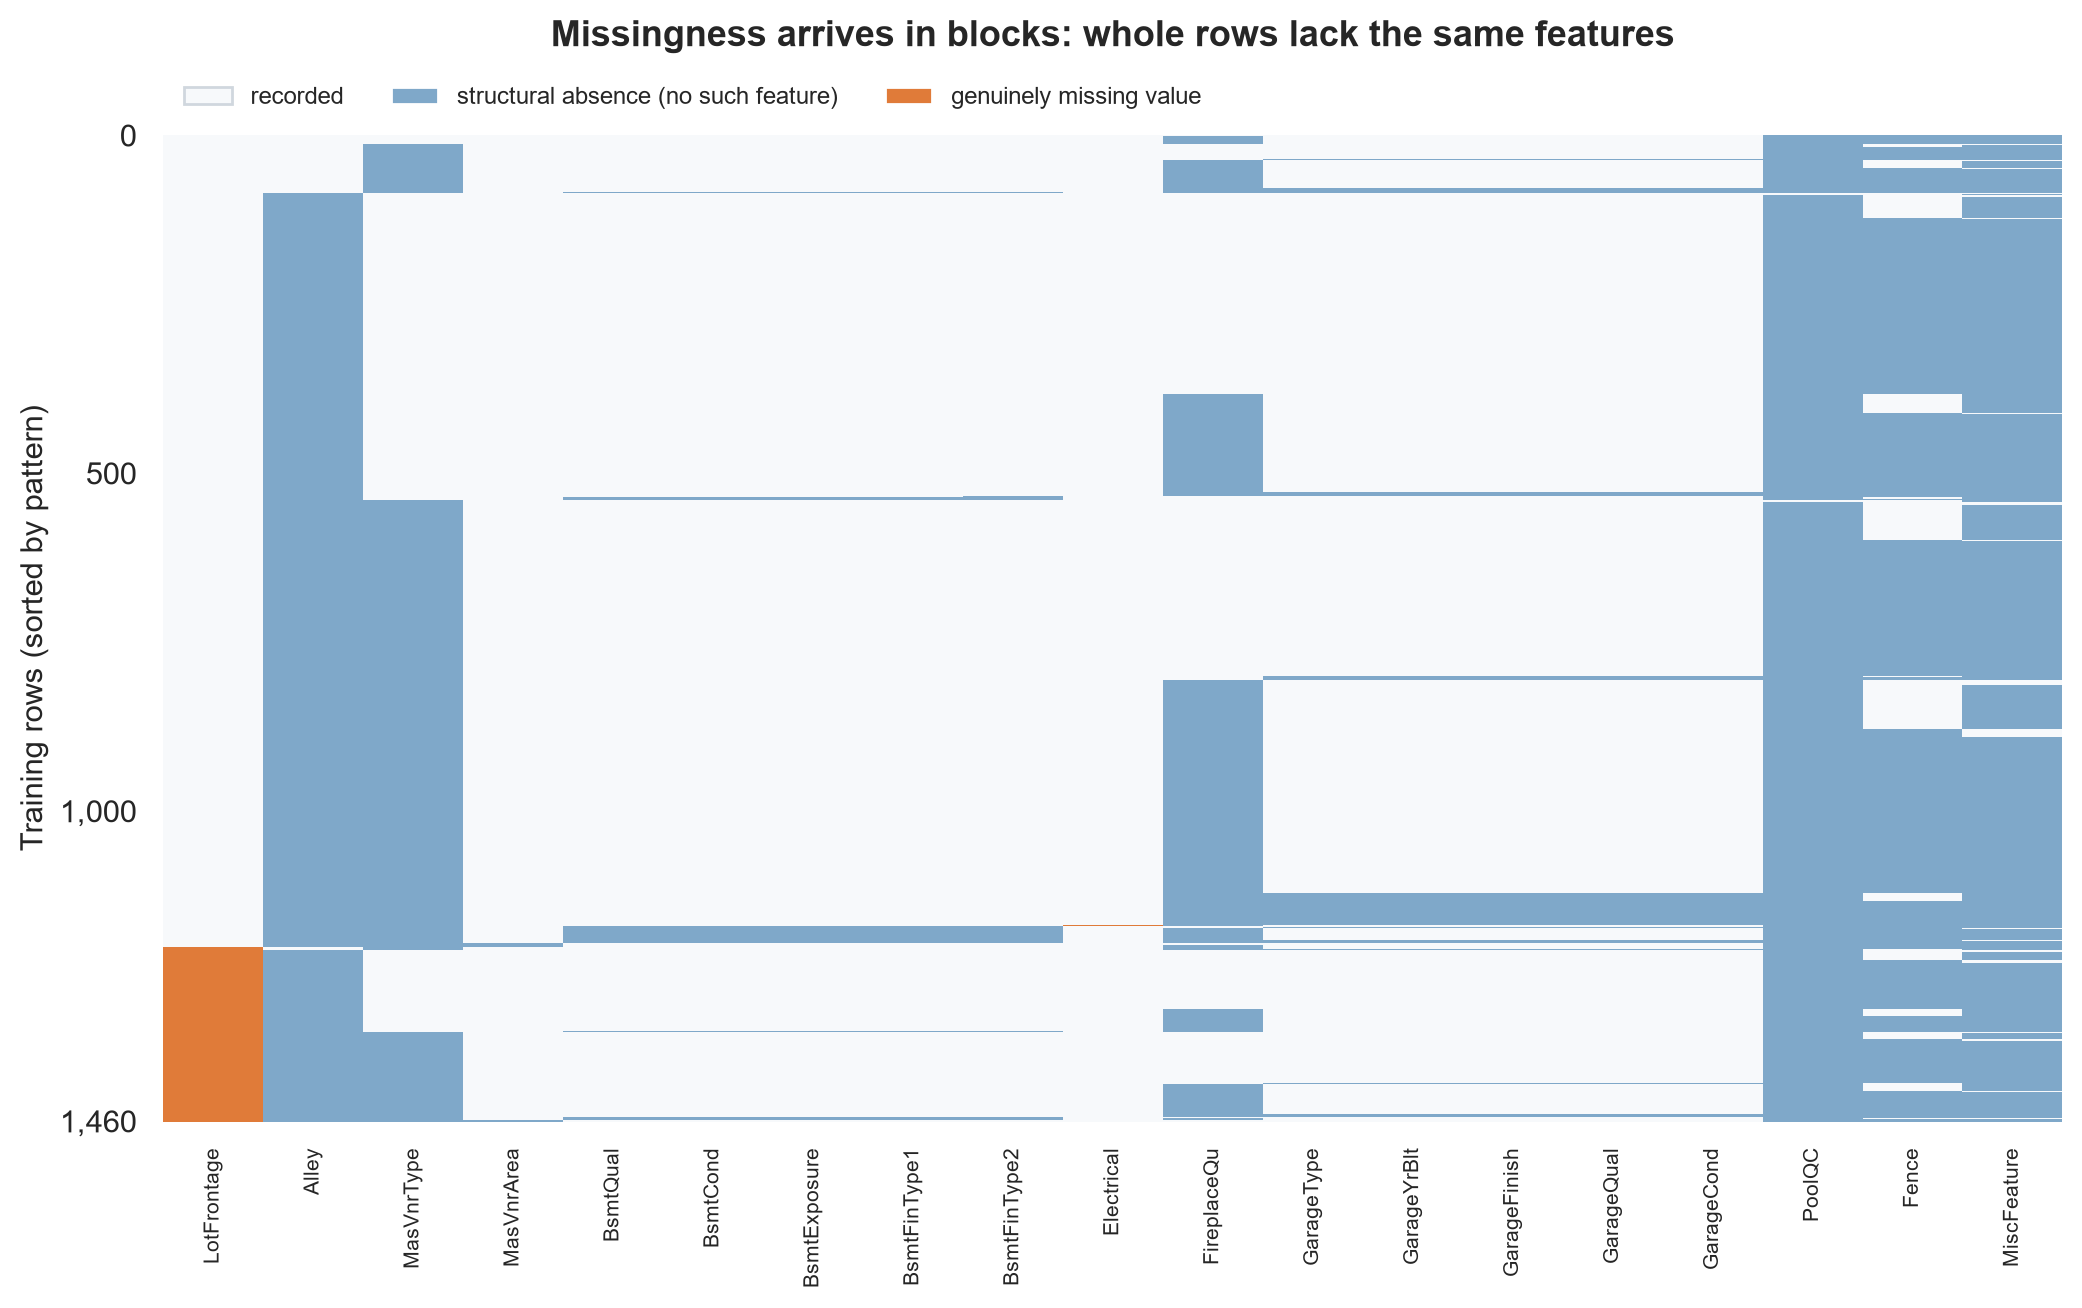 Missingness arrives in blocks: whole rows lack the same features
recorded
structural absence (no such feature)
genuinely missing value
Training rows (sorted by pattern)
0
500
1,000
1,460
LotFrontage
Alley
MasVnrType
MasVnrArea
BsmtQual
BsmtCond
BsmtExposure
BsmtFinType1
BsmtFinType2
Electrical
FireplaceQu
GarageType
GarageYrBlt
GarageFinish
GarageQual
GarageCond
PoolQC
Fence
MiscFeature